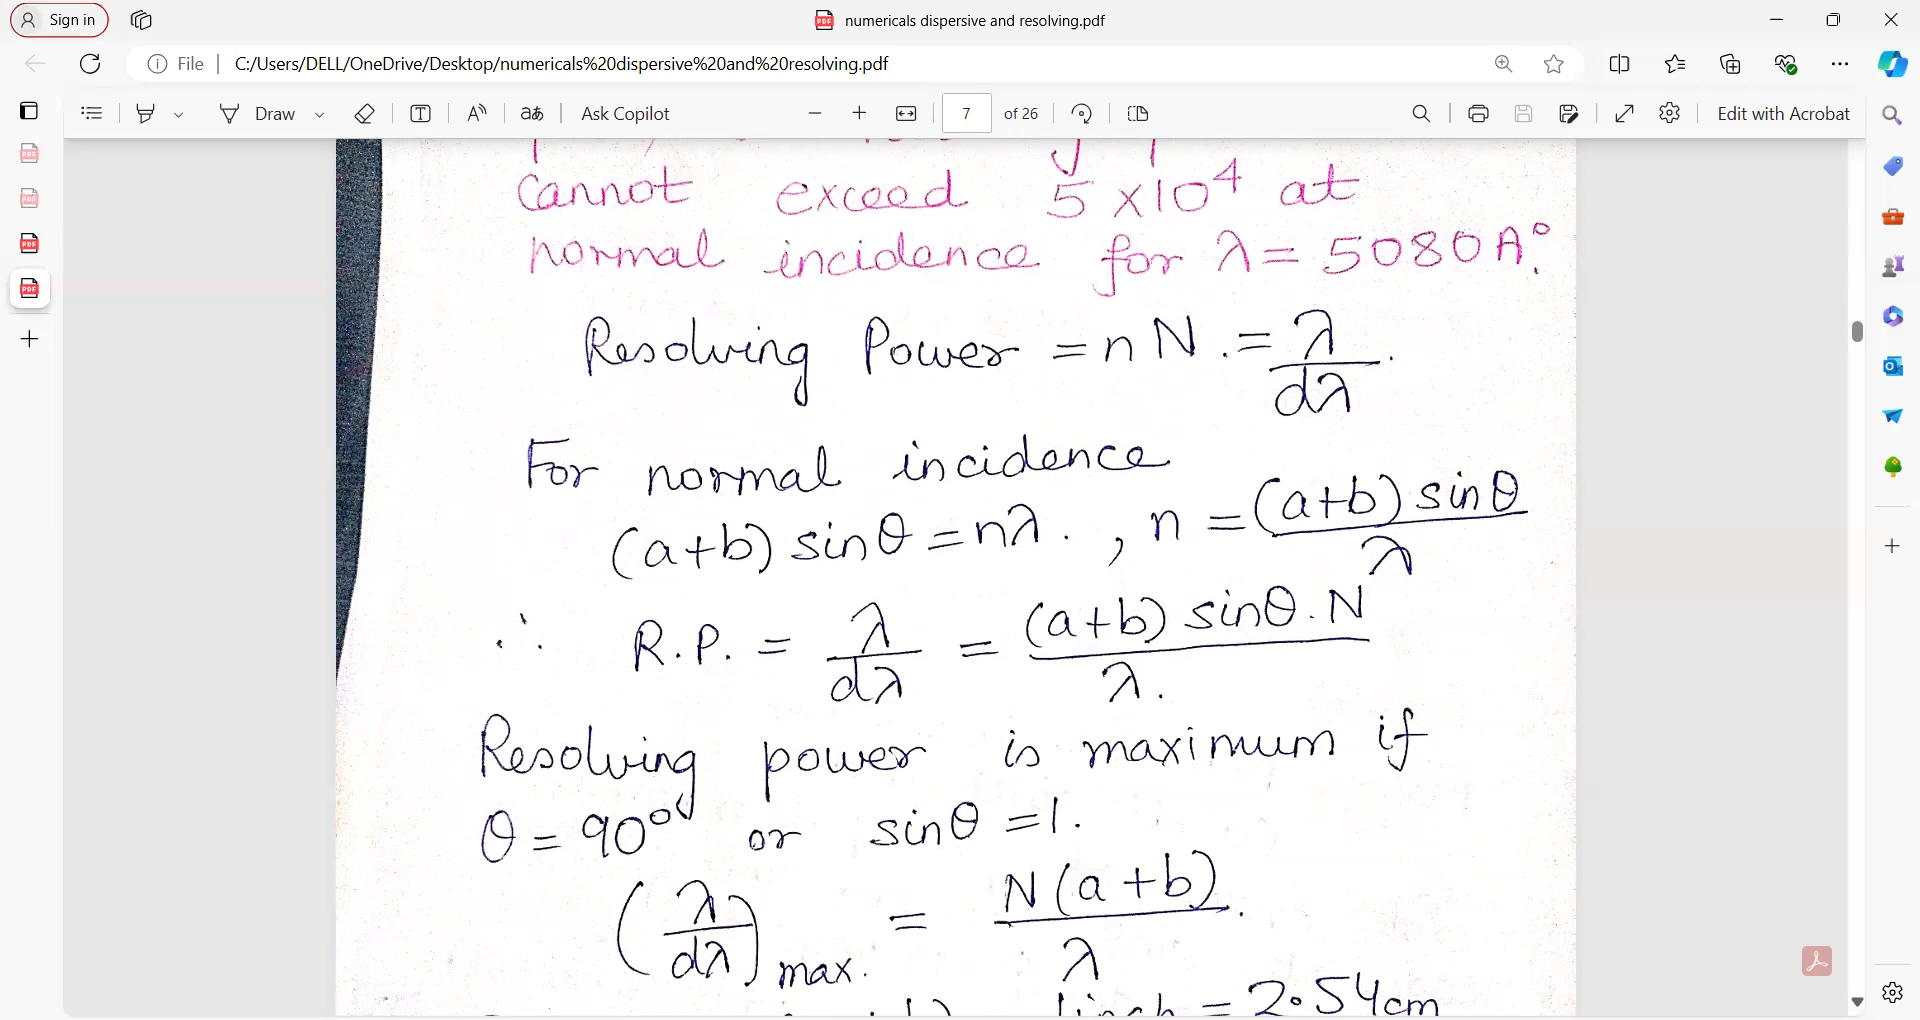 Sign in
numericals dispersive and resolving.pdf
File
C:/Users/DELL/OneDrive/Desktop/numericals%20dispersive%20and%20resolving.pdf
Draw
Ask Copilot
7 of 26
Edit with Acrobat
cannot exceed 5 x10⁴ at
normal incidence for λ = 5080 A°.
Resolving Power = n N . = λ/dλ .
For normal incidence
(a+b) sinθ = nλ . , n = (a+b) sinθ / λ
∴ R.P. = λ/dλ = (a+b) sinθ . N / λ .
Resolving power is maximum if
θ = 90° or sinθ = 1.
(λ/dλ) max. = N (a+b) / λ .
1 inch = 2.54cm